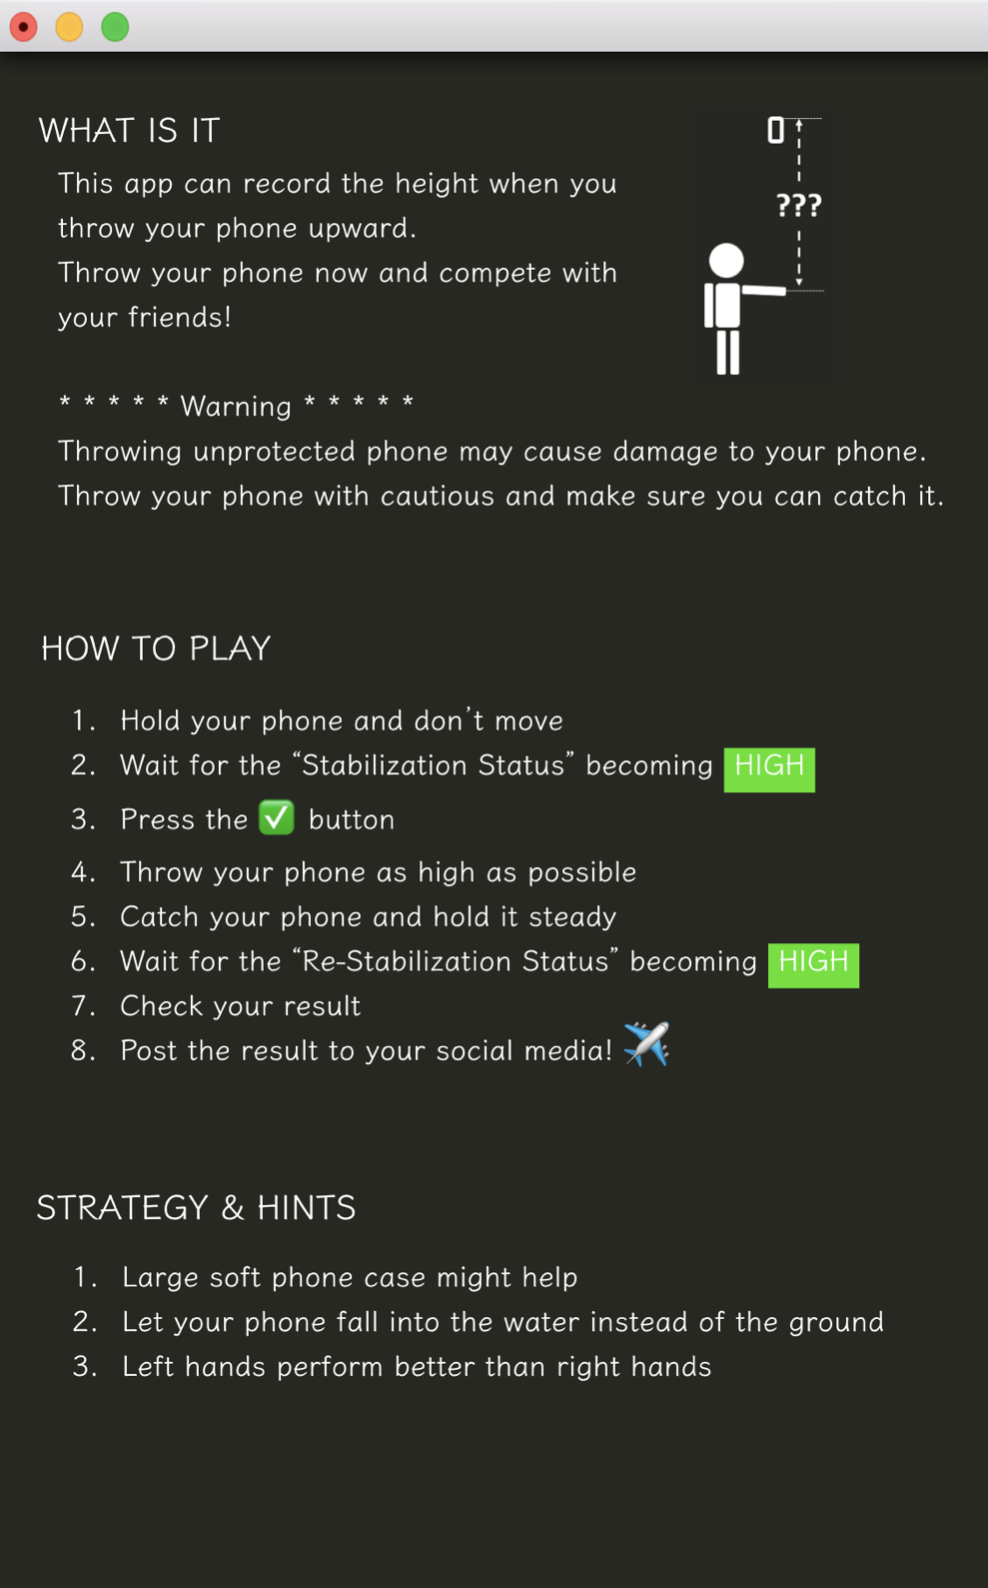 WHAT IS IT
This app can record the height when you
throw your phone upward.
Throw your phone now and compete with
your friends!
???
* * * * * Warning * * * * *
Throwing unprotected phone may cause damage to your phone.
Throw your phone with cautious and make sure you can catch it.
HOW TO PLAY
1. Hold your phone and don’t move
2. Wait for the “Stabilization Status” becoming HIGH
3. Press the ✅ button
4. Throw your phone as high as possible
5. Catch your phone and hold it steady
6. Wait for the “Re-Stabilization Status” becoming HIGH
7. Check your result
8. Post the result to your social media! ✈️
STRATEGY & HINTS
1. Large soft phone case might help
2. Let your phone fall into the water instead of the ground
3. Left hands perform better than right hands